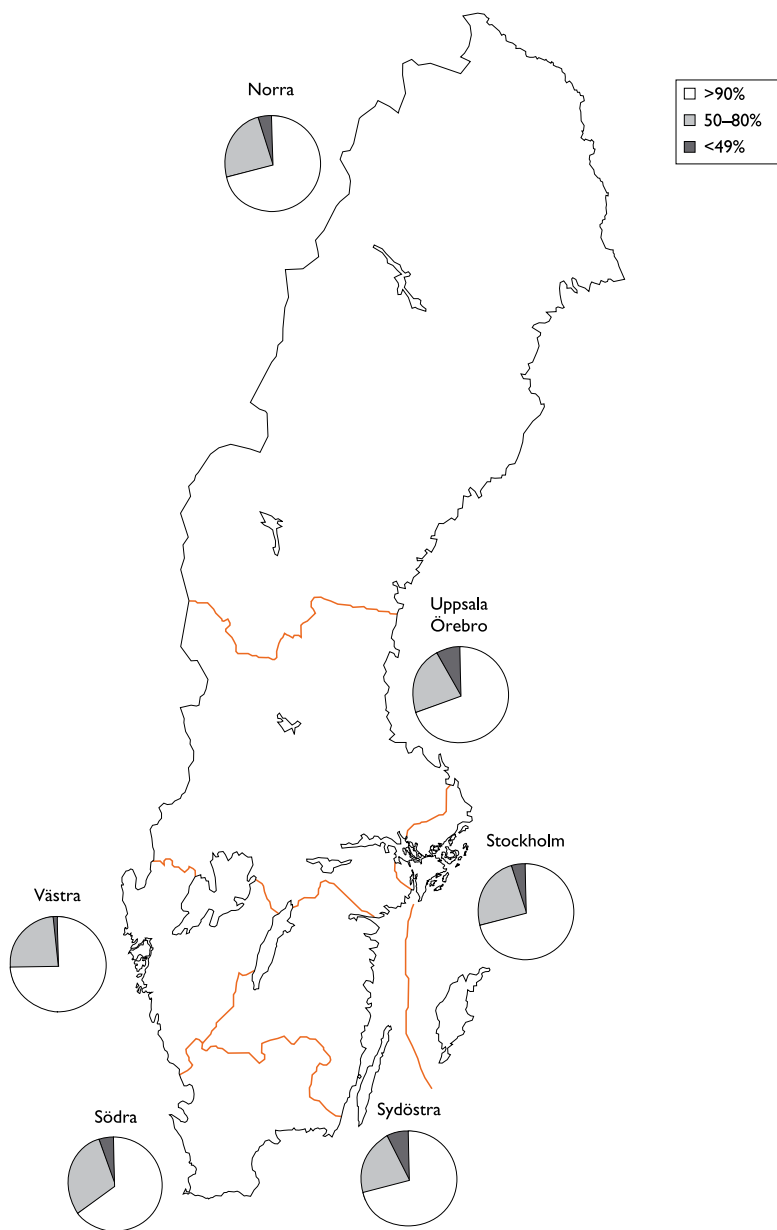 Norra
>90%
50–80%
<49%
Uppsala
Örebro
Stockholm
Västra
Södra
Sydöstra